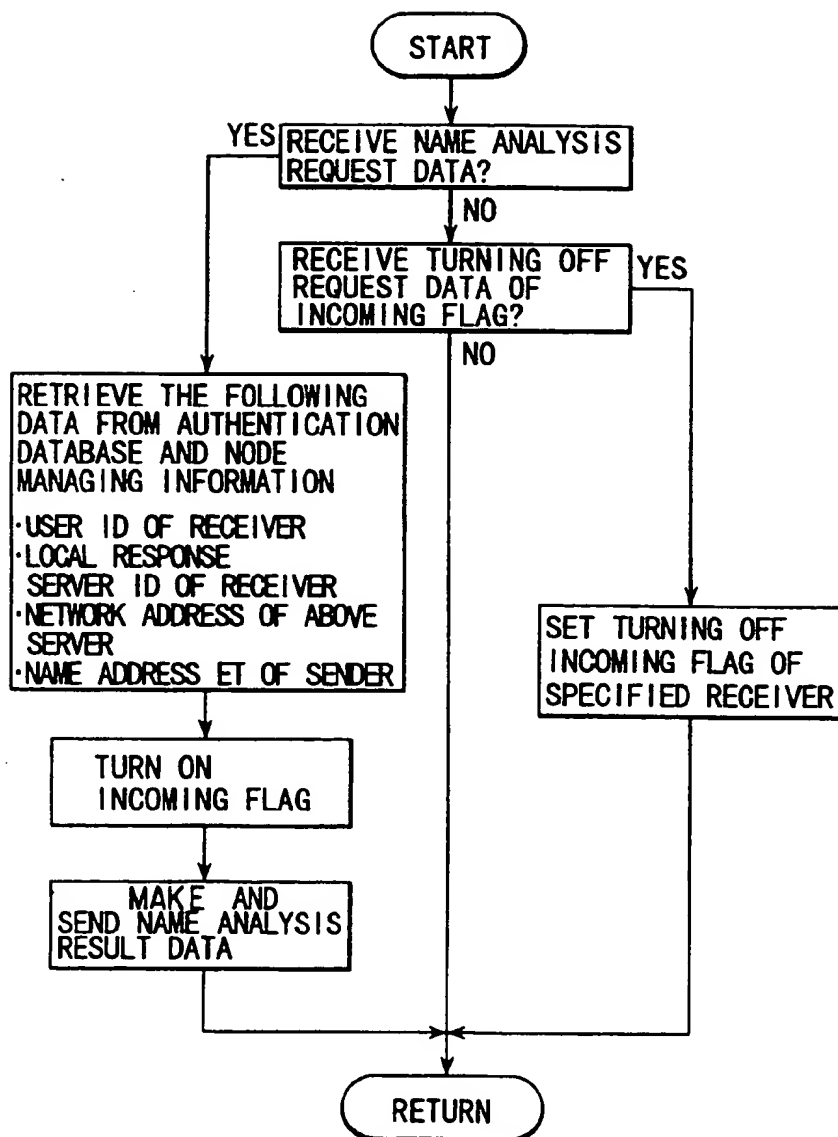 START
YES
RECEIVE NAME ANALYSIS
REQUEST DATA?
NO
RECEIVE TURNING OFF
REQUEST DATA OF
INCOMING FLAG?
YES
NO
RETRIEVE THE FOLLOWING
DATA FROM AUTHENTICATION
DATABASE AND NODE
MANAGING INFORMATION
·USER ID OF RECEIVER
·LOCAL RESPONSE
SERVER ID OF RECEIVER
·NETWORK ADDRESS OF ABOVE
SERVER
·NAME ADDRESS ET OF SENDER
SET TURNING OFF
INCOMING FLAG OF
SPECIFIED RECEIVER
TURN ON
INCOMING FLAG
MAKE AND
SEND NAME ANALYSIS
RESULT DATA
RETURN